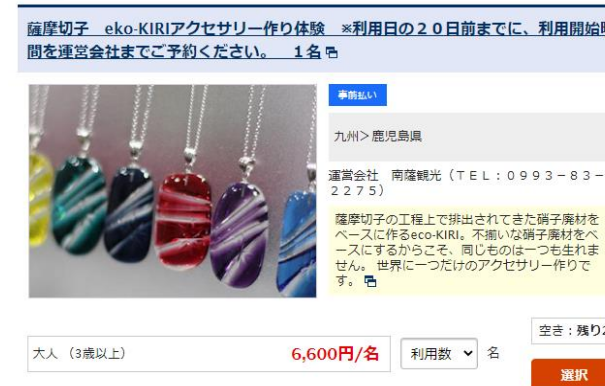 薩摩切子　eko-KIRIアクセサリー作り体験　※利用日の２０日前までに、利用開始時
間を運営会社までご予約ください。　１名
事前払い
九州＞鹿児島県
運営会社　南薩観光（ＴＥＬ：０９９３－８３－
２２７５）
薩摩切子の工程上で排出されてきた硝子廃材を
ベースに作るeco-KIRI。不揃いな硝子廃材をベ
ースにするからこそ、同じものは一つも生れま
せん。 世界に一つだけのアクセサリー作りで
す。
空き：残り2
大人 （3歳以上）
6,600円/名
利用数
名
選択